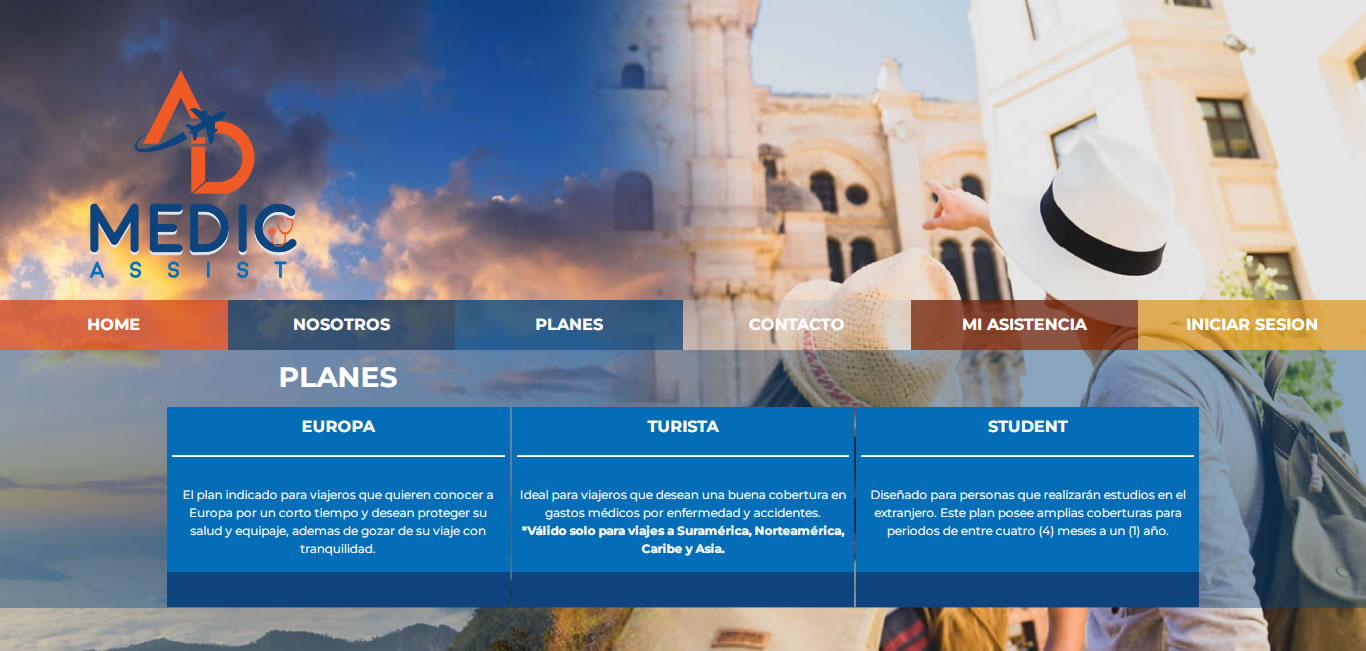 AD
MEDIC
ASSIST
HOME
NOSOTROS
PLANES
CONTACTO
MI ASISTENCIA
INICIAR SESION
PLANES
EUROPA
El plan indicado para viajeros que quieren conocer a
Europa por un corto tiempo y desean proteger su
salud y equipaje, ademas de gozar de su viaje con
tranquilidad.
TURISTA
Ideal para viajeros que desean una buena cobertura en
gastos médicos por enfermedad y accidentes.
*Válido solo para viajes a Suramérica, Norteamérica,
Caribe y Asia.
STUDENT
Diseñado para personas que realizarán estudios en el
extranjero. Este plan posee amplias coberturas para
periodos de entre cuatro (4) meses a un (1) año.